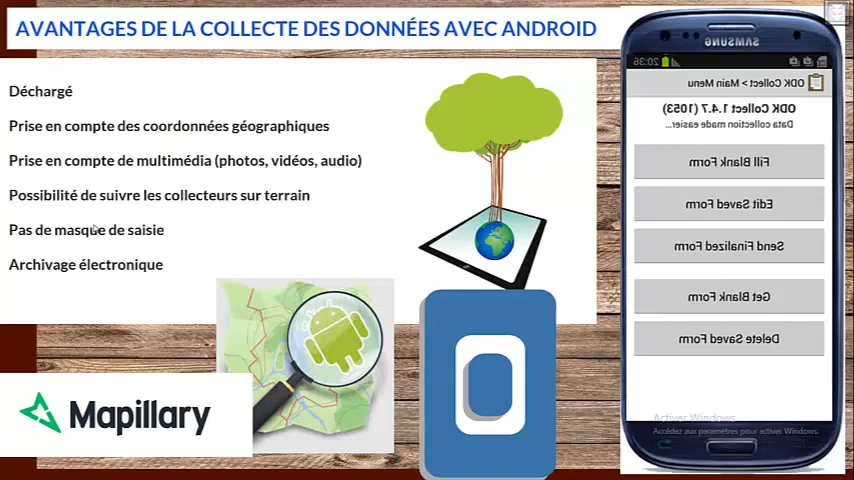 AVANTAGES DE LA COLLECTE DES DONNÉES AVEC ANDROID
Déchargé
Prise en compte des coordonnées géographiques
Prise en compte de multimédia (photos, vidéos, audio)
Possibilité de suivre les collecteurs sur terrain
Pas de masque de saisie
Archivage électronique
Mapillary
SAMSUNG
20:36
ODK Collect > Main Menu
ODK Collect 1.4.7 (1053)
Data collection made easier...
Fill Blank Form
Edit Saved Form
Send Finalized Form
Get Blank Form
Delete Saved Form
Activer Windows
Accédez aux paramètres pour activer Windows.